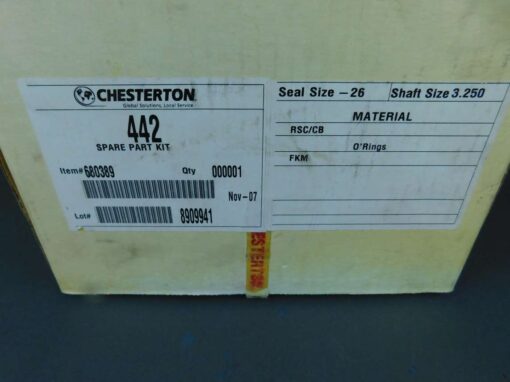 CHESTERTON
Global Solutions, Local Service
442
SPARE PART KIT
Item# 680389 Qty 000001
Nov-07
Lot# 8909941
Seal Size -26 Shaft Size 3.250
MATERIAL
RSC/CB
O'Rings
FKM
ESTERTON